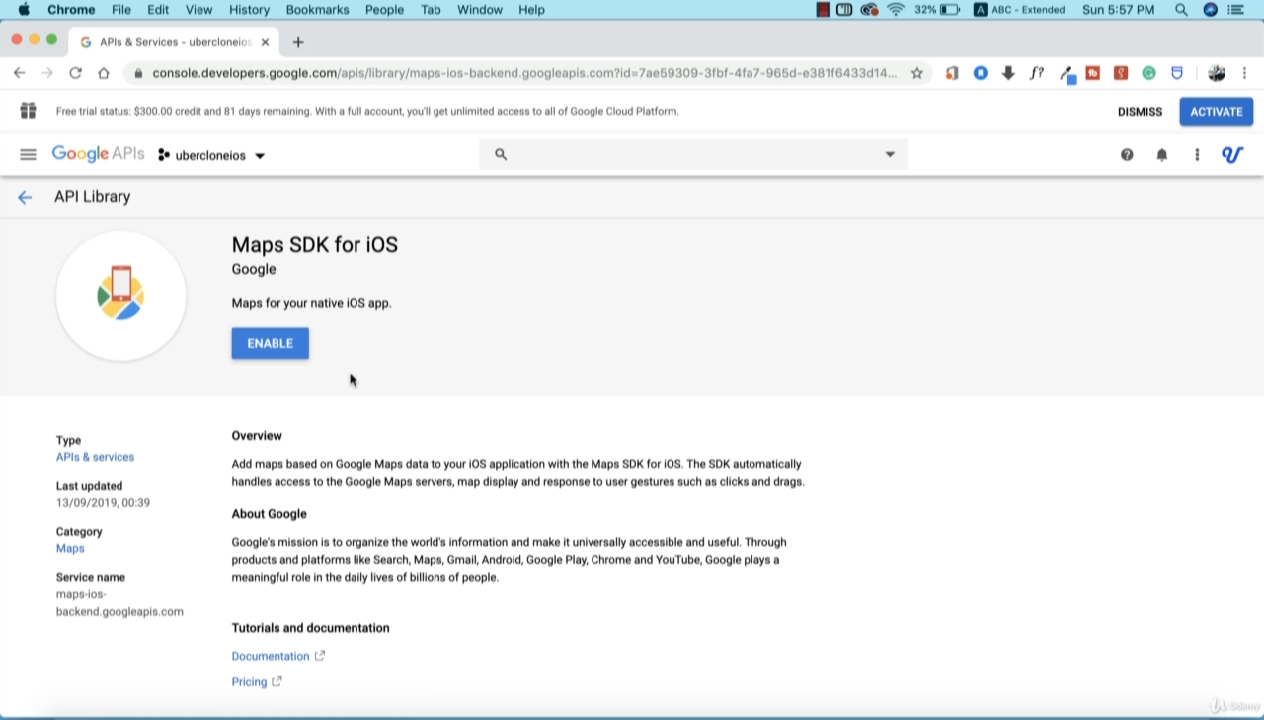 Chrome File Edit View History Bookmarks People Tab Window Help 32% A ABC - Extended Sun 5:57 PM
APIs & Services - ubercloneios
console.developers.google.com/apis/library/maps-ios-backend.googleapis.com?id=7ae59309-3fbf-4fa7-965d-e381f6433d14... f?
Free trial status: $300.00 credit and 81 days remaining. With a full account, you'll get unlimited access to all of Google Cloud Platform. DISMISS ACTIVATE
Google APIs ubercloneios
API Library
Maps SDK for iOS
Google
Maps for your native iOS app.
ENABLE
Type
APIs & services
Last updated
13/09/2019, 00:39
Category
Maps
Service name
maps-ios-
backend.googleapis.com
Overview
Add maps based on Google Maps data to your iOS application with the Maps SDK for iOS. The SDK automatically
handles access to the Google Maps servers, map display and response to user gestures such as clicks and drags.
About Google
Google's mission is to organize the world's information and make it universally accessible and useful. Through
products and platforms like Search, Maps, Gmail, Android, Google Play, Chrome and YouTube, Google plays a
meaningful role in the daily lives of billions of people.
Tutorials and documentation
Documentation
Pricing
Udemy